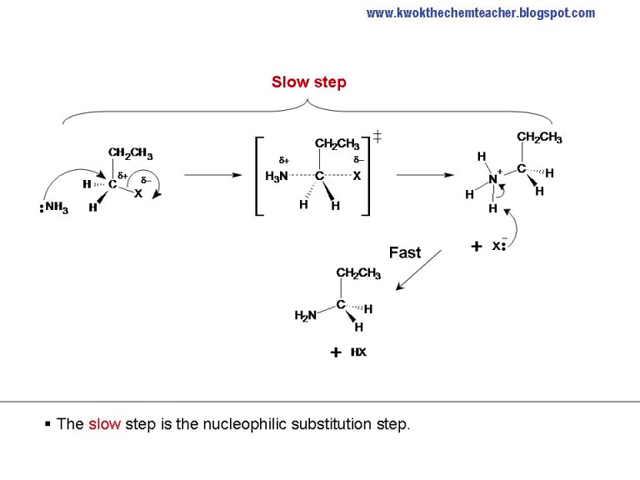 www.kwokthechemteacher.blogspot.com
Slow step
CH₂CH₃
H C δ+ δ– X
H
:NH₃
CH₂CH₃ ‡
δ+ δ–
H₃N C X
H H
CH₂CH₃
H
N⁺ C H
H H
H
+ X:⁻
Fast
CH₂CH₃
H₂N C H
H
+ HX
▪ The slow step is the nucleophilic substitution step.